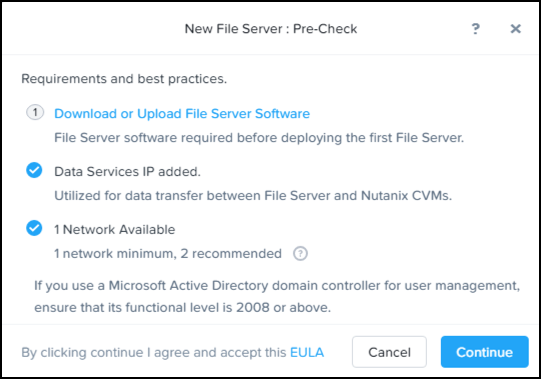 New File Server : Pre-Check ? ×
Requirements and best practices.
1 Download or Upload File Server Software
File Server software required before deploying the first File Server.
Data Services IP added.
Utilized for data transfer between File Server and Nutanix CVMs.
1 Network Available
1 network minimum, 2 recommended ?
If you use a Microsoft Active Directory domain controller for user management,
ensure that its functional level is 2008 or above.
By clicking continue I agree and accept this EULA Cancel Continue